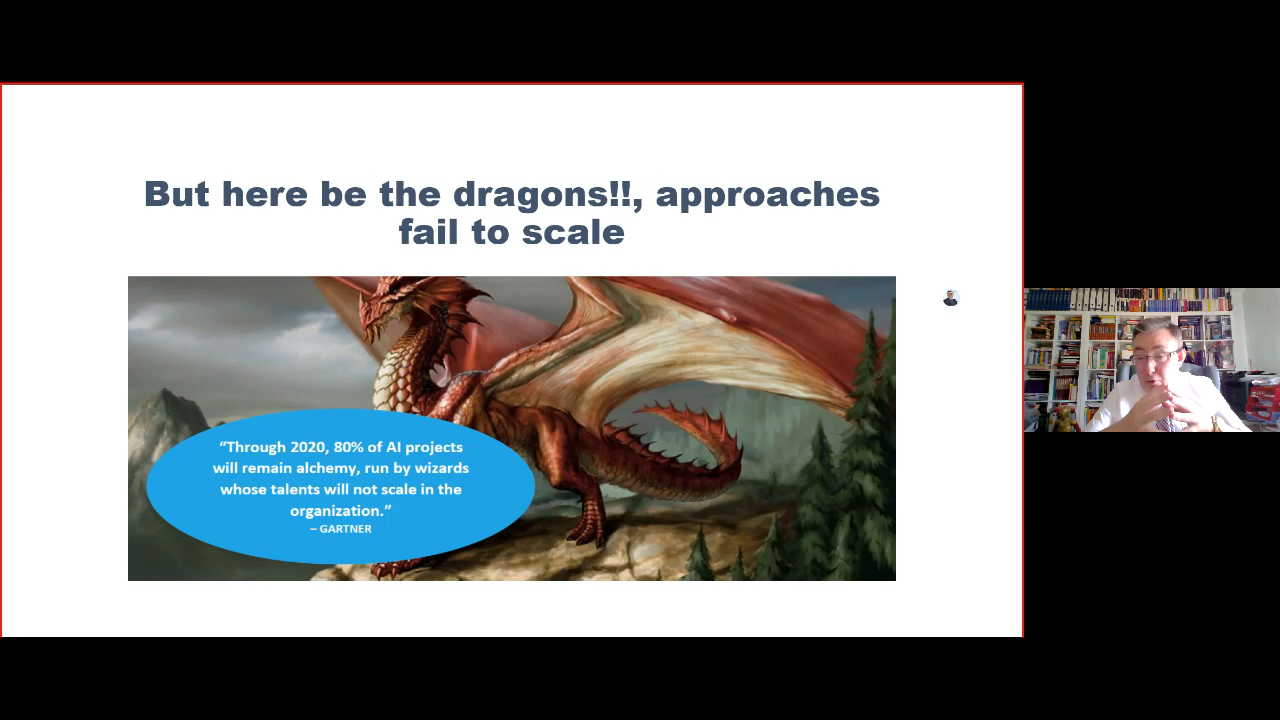 But here be the dragons!!, approaches
fail to scale
“Through 2020, 80% of AI projects
will remain alchemy, run by wizards
whose talents will not scale in the
organization.”
– GARTNER